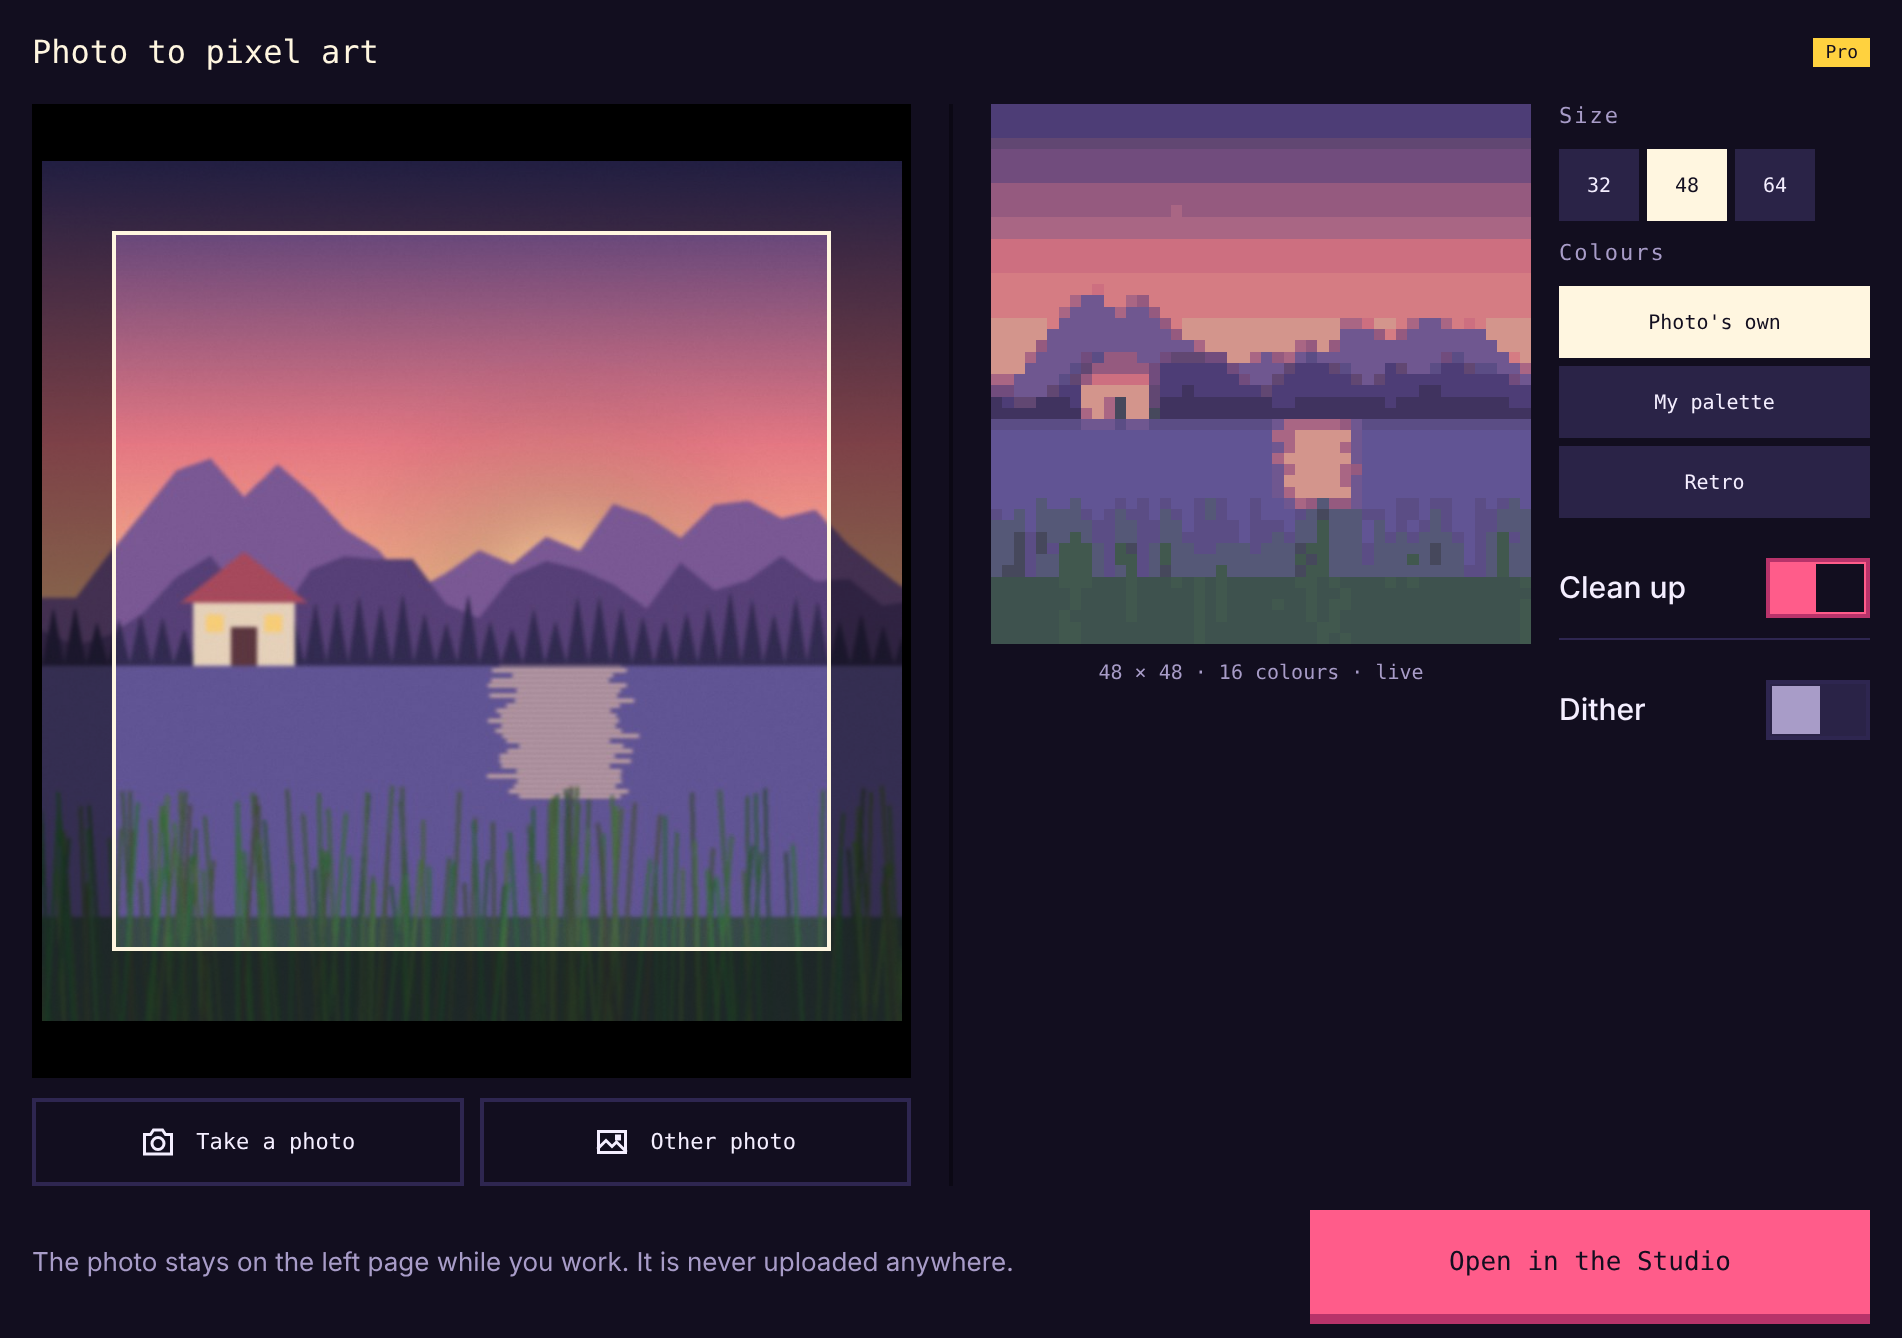 Photo to pixel art
Pro
Size
32 48 64
Colours
Photo's own
My palette
Retro
Clean up
Dither
48 × 48 · 16 colours · live
Take a photo
Other photo
The photo stays on the left page while you work. It is never uploaded anywhere.
Open in the Studio